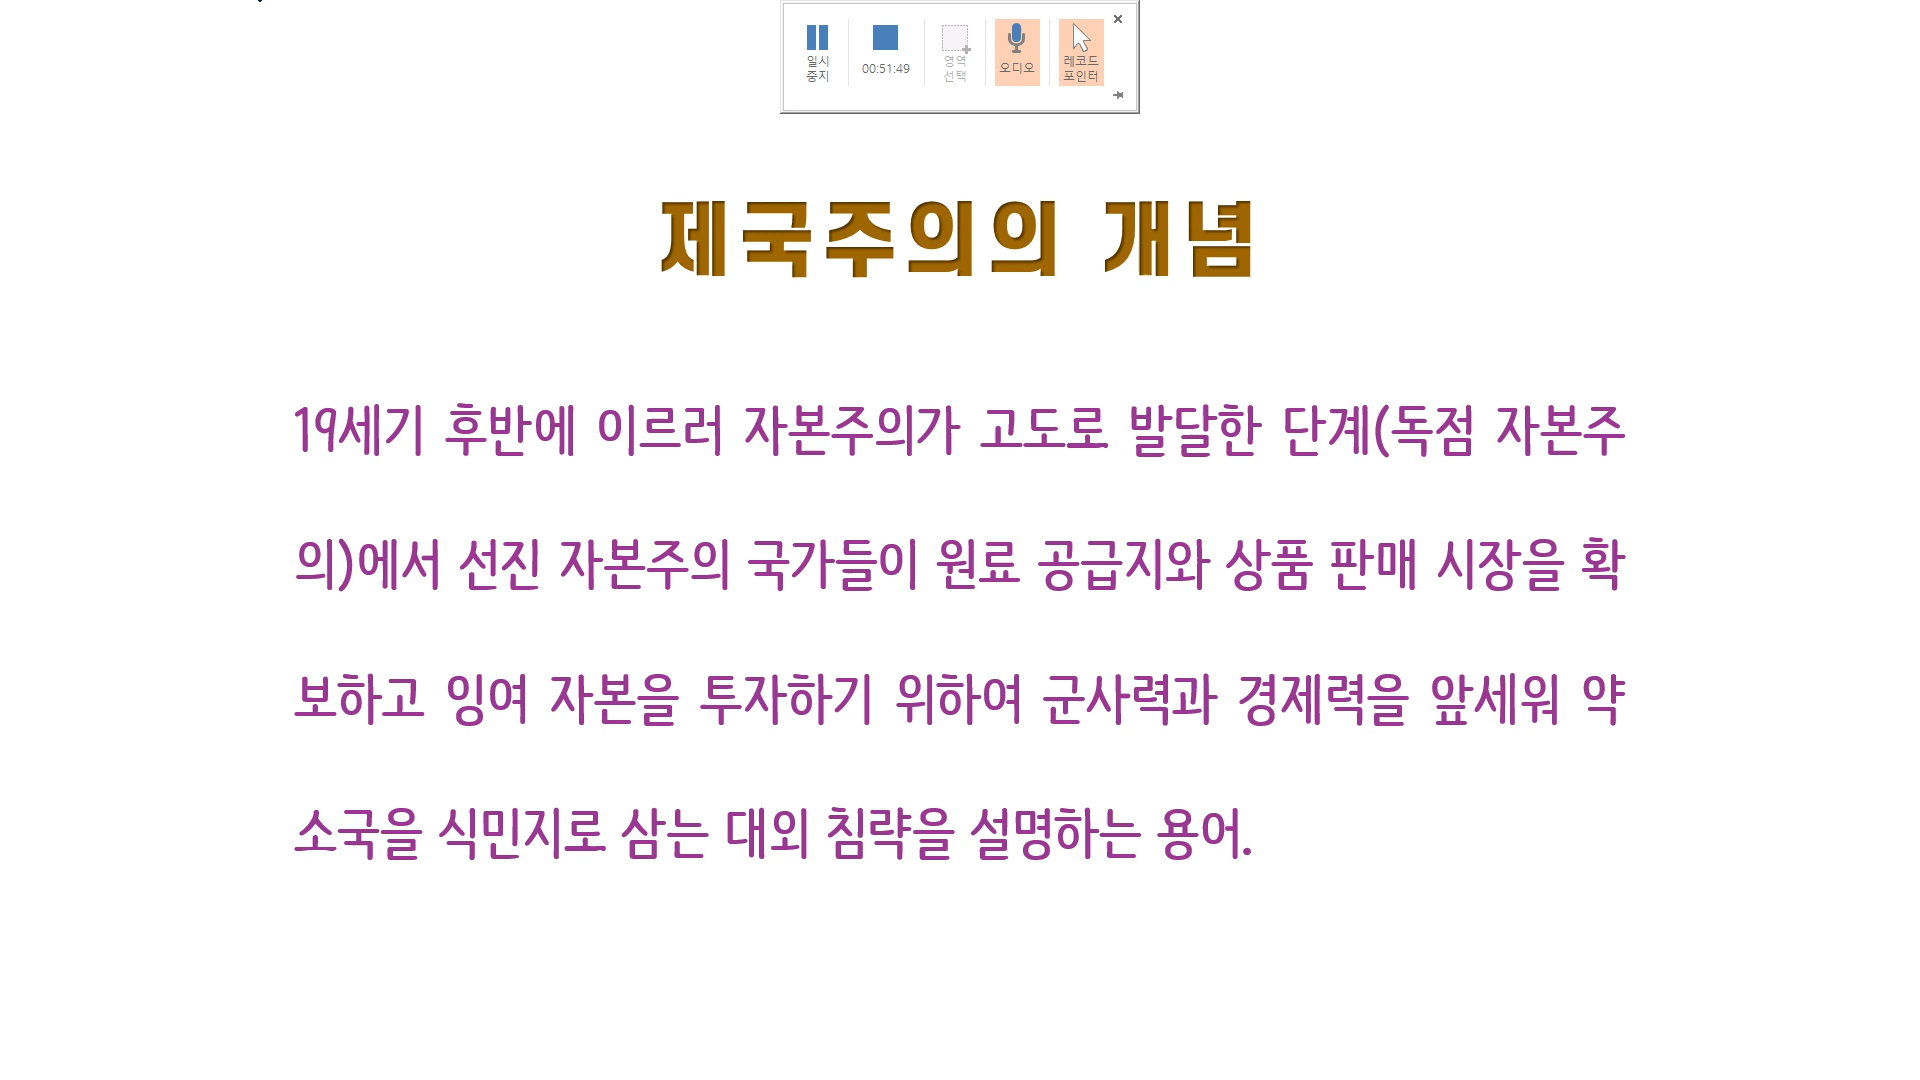 일시
중지
00:51:49
영역
선택
오디오
레코드
포인터
제국주의의 개념
19세기 후반에 이르러 자본주의가 고도로 발달한 단계(독점 자본주
의)에서 선진 자본주의 국가들이 원료 공급지와 상품 판매 시장을 확
보하고 잉여 자본을 투자하기 위하여 군사력과 경제력을 앞세워 약
소국을 식민지로 삼는 대외 침략을 설명하는 용어.